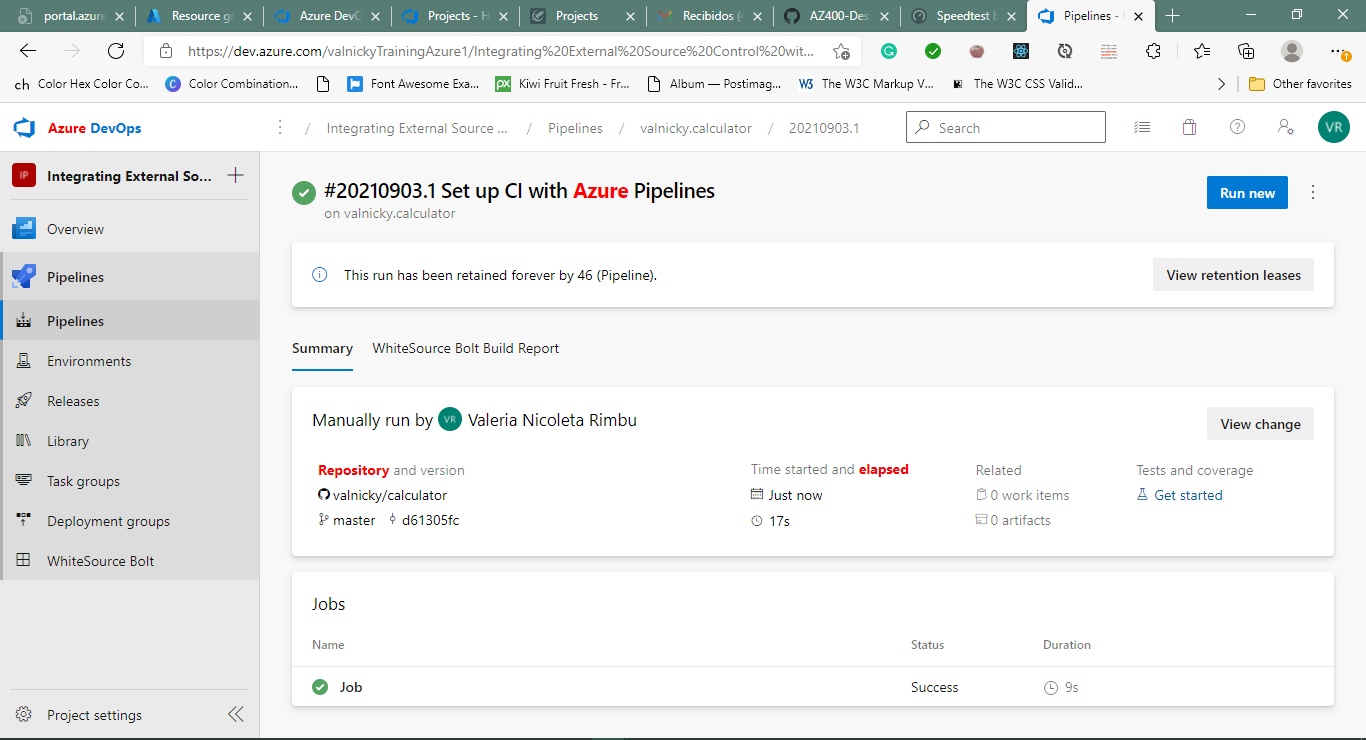 portal.azure
Resource g
Azure DevO
Projects - H
Projects
Recibidos (
AZ400-Des
Speedtest b
Pipelines -
https://dev.azure.com/valnickyTrainingAzure1/Integrating%20External%20Source%20Control%20wit...
ch Color Hex Color Co...
C Color Combination...
Font Awesome Exa...
px Kiwi Fruit Fresh - Fr...
Album — Postimag...
W3 The W3C Markup V...
The W3C CSS Valid...
Other favorites
Azure DevOps
/ Integrating External Source ... / Pipelines / valnicky.calculator / 20210903.1
Search
VR
IP Integrating External So...
Overview
Pipelines
Pipelines
Environments
Releases
Library
Task groups
Deployment groups
WhiteSource Bolt
Project settings
#20210903.1 Set up CI with Azure Pipelines
on valnicky.calculator
Run new
This run has been retained forever by 46 (Pipeline).
View retention leases
Summary
WhiteSource Bolt Build Report
Manually run by VR Valeria Nicoleta Rimbu
View change
Repository and version
valnicky/calculator
master d61305fc
Time started and elapsed
Just now
17s
Related
0 work items
0 artifacts
Tests and coverage
Get started
Jobs
Name Status Duration
Job Success 9s